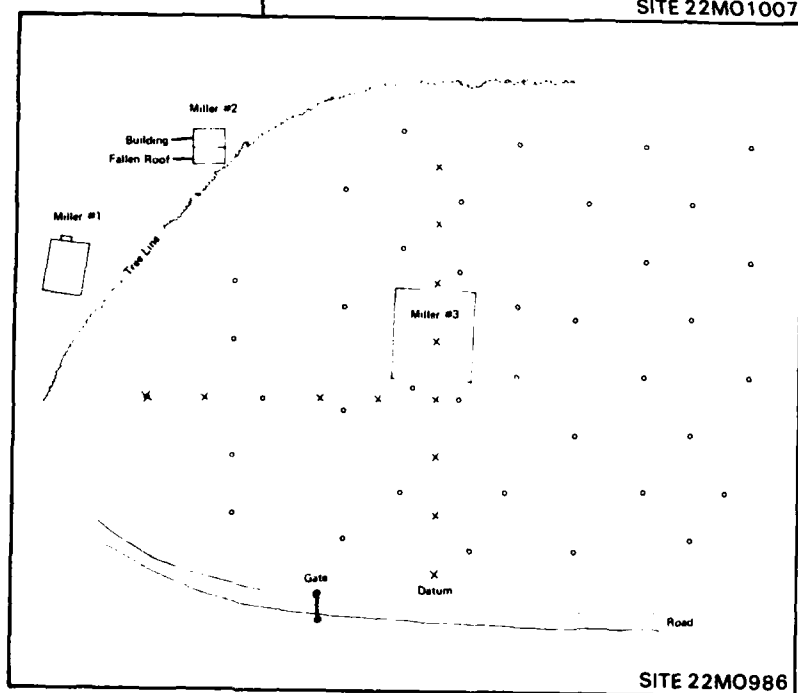 SITE 22MO1007
Miller #2
Building
Fallen Roof
Miller #1
Tree Line
Miller #3
Gate
Datum
Road
SITE 22MO986